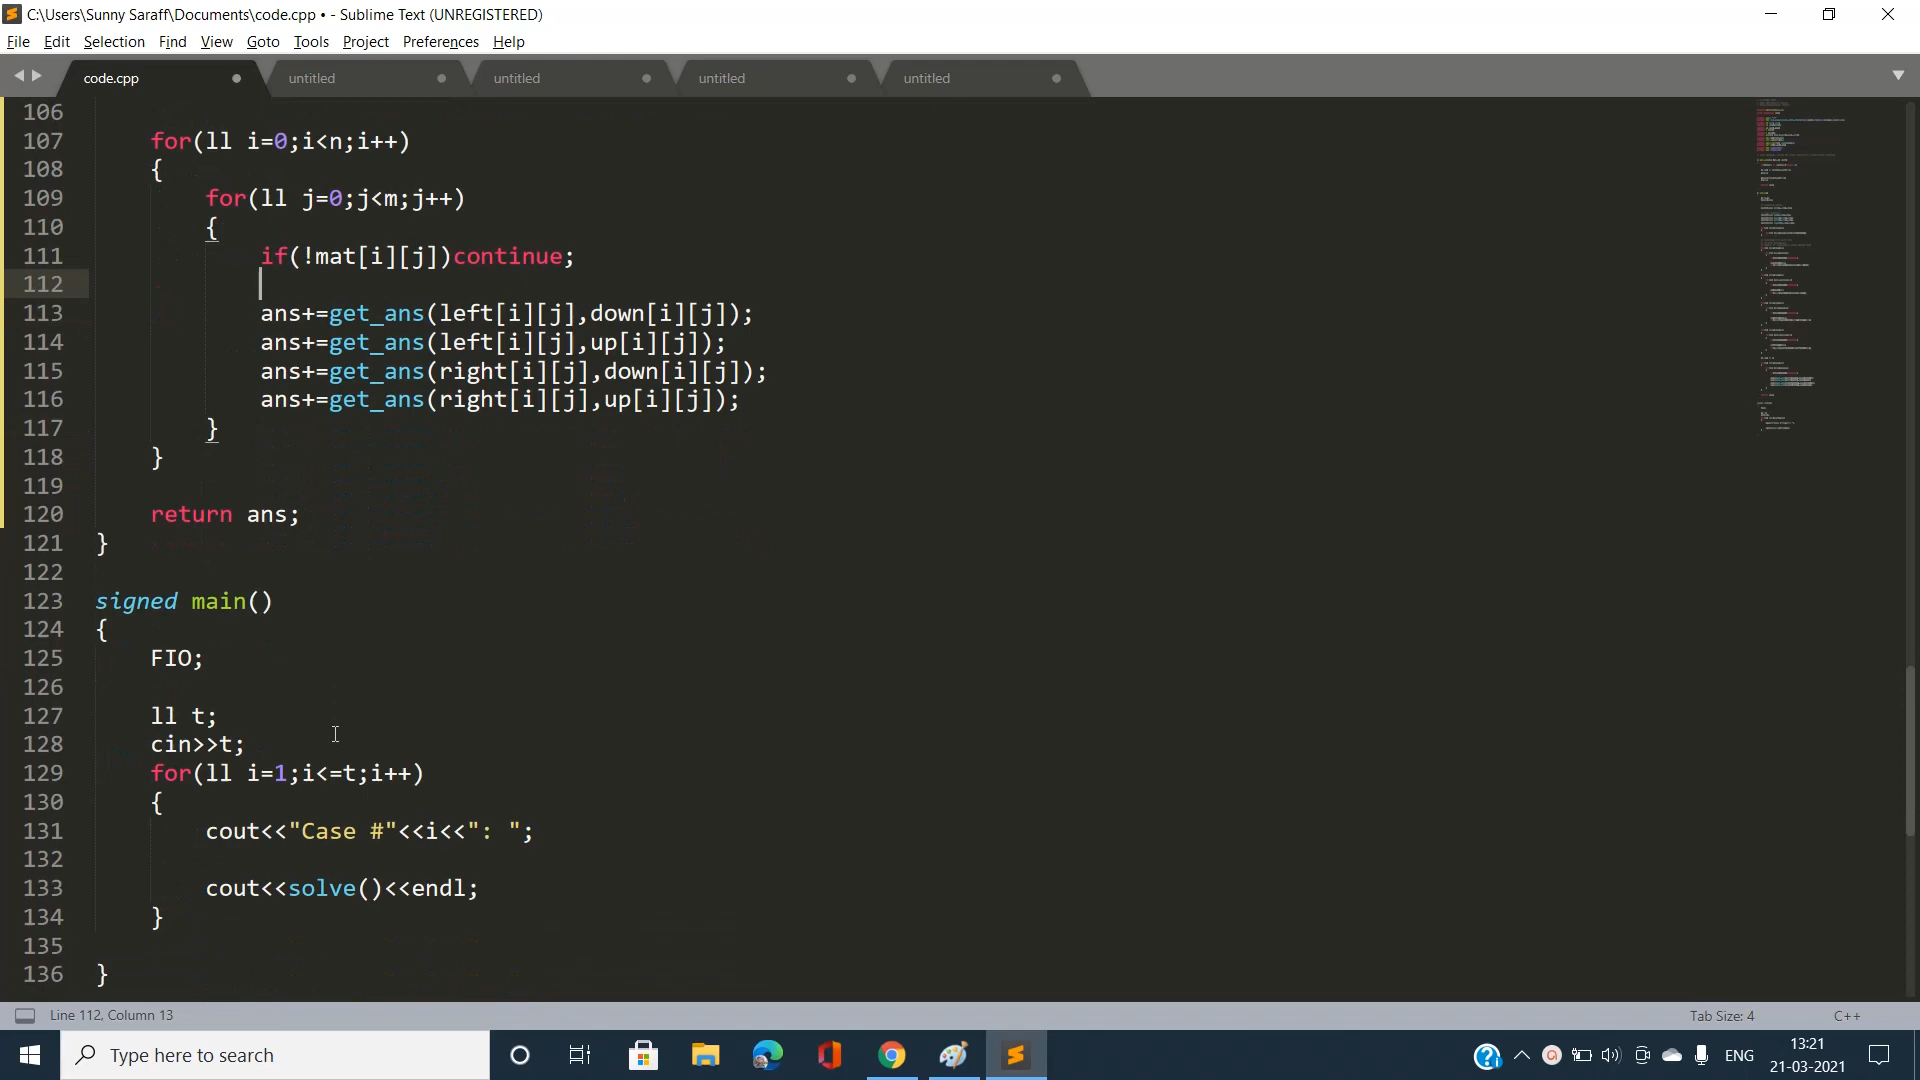 C:\Users\Sunny Saraff\Documents\code.cpp • - Sublime Text (UNREGISTERED)
File Edit Selection Find View Goto Tools Project Preferences Help
code.cpp untitled untitled untitled untitled
106
107 for(ll i=0;i<n;i++)
108 {
109 for(ll j=0;j<m;j++)
110 {
111 if(!mat[i][j])continue;
112
113 ans+=get_ans(left[i][j],down[i][j]);
114 ans+=get_ans(left[i][j],up[i][j]);
115 ans+=get_ans(right[i][j],down[i][j]);
116 ans+=get_ans(right[i][j],up[i][j]);
117 }
118 }
119
120 return ans;
121 }
122
123 signed main()
124 {
125 FIO;
126
127 ll t;
128 cin>>t;
129 for(ll i=1;i<=t;i++)
130 {
131 cout<<"Case #"<<i<<": ";
132
133 cout<<solve()<<endl;
134 }
135
136 }
Line 112, Column 13 Tab Size: 4 C++
Type here to search ENG 13:21
21-03-2021